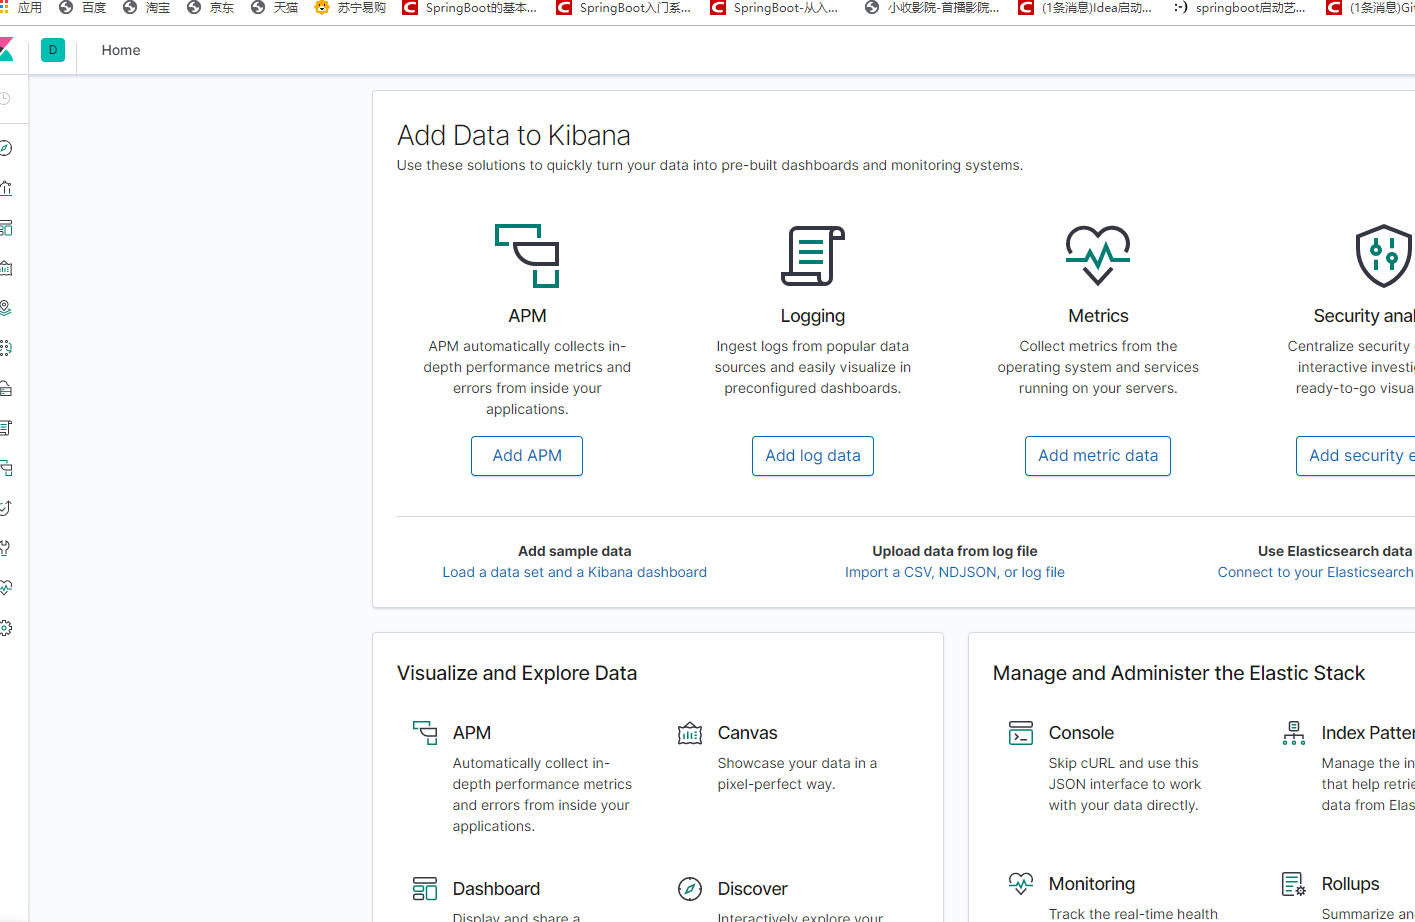 应用 百度 淘宝 京东 天猫 苏宁易购 SpringBoot的基本... SpringBoot入门系... SpringBoot-从入... 小收影院-首播影院... (1条消息)Idea启动... springboot启动艺... (1条消息)Gi
D Home
Add Data to Kibana
Use these solutions to quickly turn your data into pre-built dashboards and monitoring systems.
APM
APM automatically collects in-
depth performance metrics and
errors from inside your
applications.
Add APM
Logging
Ingest logs from popular data
sources and easily visualize in
preconfigured dashboards.
Add log data
Metrics
Collect metrics from the
operating system and services
running on your servers.
Add metric data
Security anal
Centralize security
interactive investig
ready-to-go visua
Add security e
Add sample data
Load a data set and a Kibana dashboard
Upload data from log file
Import a CSV, NDJSON, or log file
Use Elasticsearch data
Connect to your Elasticsearch
Visualize and Explore Data
APM
Automatically collect in-
depth performance metrics
and errors from inside your
applications.
Canvas
Showcase your data in a
pixel-perfect way.
Dashboard
Display and share a
Discover
Interactively explore your
Manage and Administer the Elastic Stack
Console
Skip cURL and use this
JSON interface to work
with your data directly.
Index Patter
Manage the in
that help retrie
data from Elas
Monitoring
Track the real-time health
Rollups
Summarize an